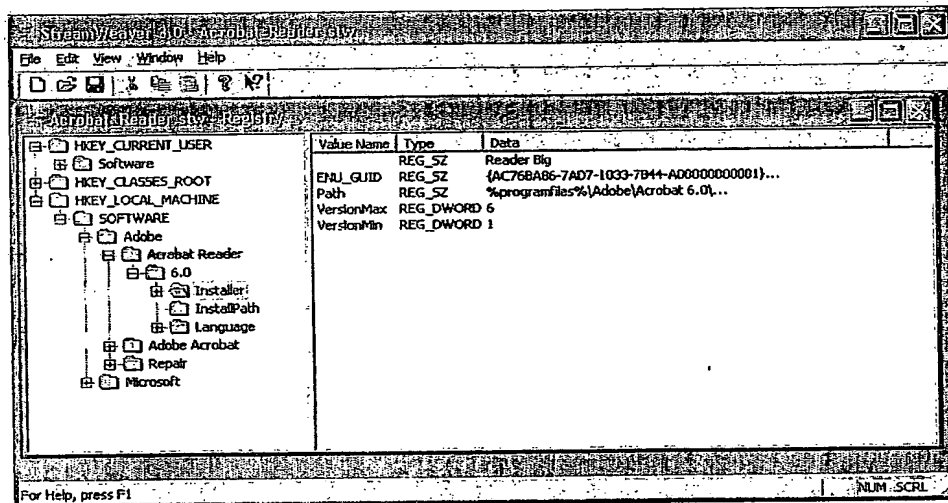 StreamWeaver 3.0 - Acrobat Reader.stw
File Edit View Window Help
Acrobat Reader.stw - Registry
HKEY_CURRENT_USER
Software
HKEY_CLASSES_ROOT
HKEY_LOCAL_MACHINE
SOFTWARE
Adobe
Acrobat Reader
6.0
Installer
InstallPath
Language
Adobe Acrobat
Repair
Microsoft
Value Name Type Data
REG_SZ Reader Big
ENU_GUID REG_SZ {AC76BA86-7AD7-1033-7B44-A00000000001}...
Path REG_SZ %programfiles%\Adobe\Acrobat 6.0\...
VersionMax REG_DWORD 6
VersionMin REG_DWORD 1
For Help, press F1
NUM SCRL